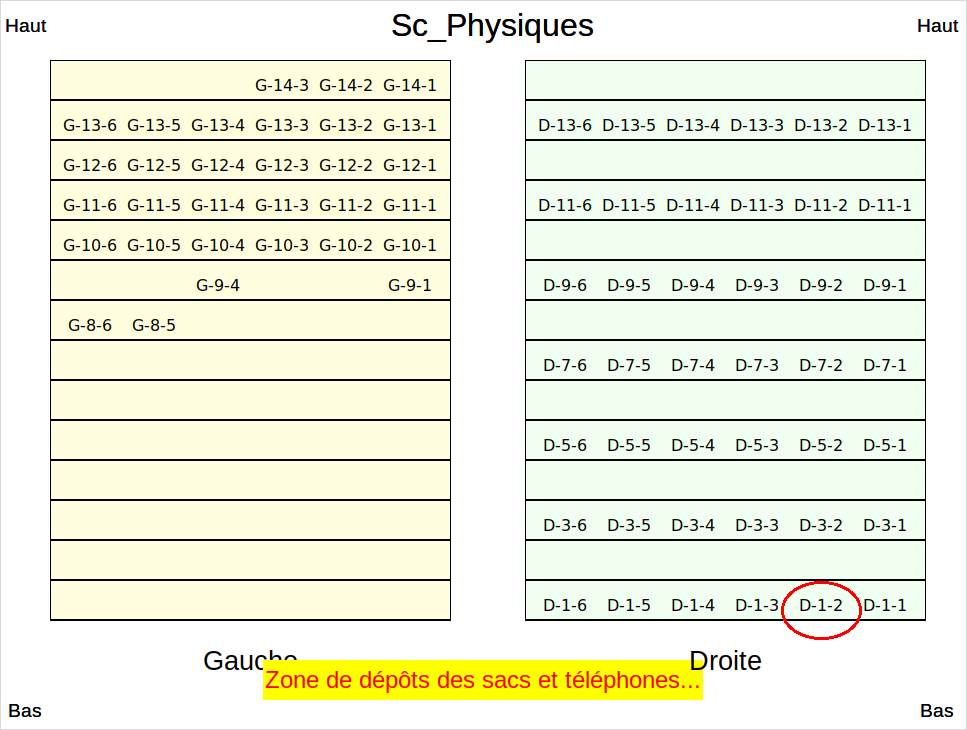 Sc_Physiques
Haut
Haut
G-14-3 G-14-2 G-14-1
G-13-6 G-13-5 G-13-4 G-13-3 G-13-2 G-13-1
G-12-6 G-12-5 G-12-4 G-12-3 G-12-2 G-12-1
G-11-6 G-11-5 G-11-4 G-11-3 G-11-2 G-11-1
G-10-6 G-10-5 G-10-4 G-10-3 G-10-2 G-10-1
G-9-4 G-9-1
G-8-6 G-8-5
D-13-6 D-13-5 D-13-4 D-13-3 D-13-2 D-13-1
D-11-6 D-11-5 D-11-4 D-11-3 D-11-2 D-11-1
D-9-6 D-9-5 D-9-4 D-9-3 D-9-2 D-9-1
D-7-6 D-7-5 D-7-4 D-7-3 D-7-2 D-7-1
D-5-6 D-5-5 D-5-4 D-5-3 D-5-2 D-5-1
D-3-6 D-3-5 D-3-4 D-3-3 D-3-2 D-3-1
D-1-6 D-1-5 D-1-4 D-1-3 D-1-2 D-1-1
Gauche
Droite
Zone de dépôts des sacs et téléphones...
Bas
Bas